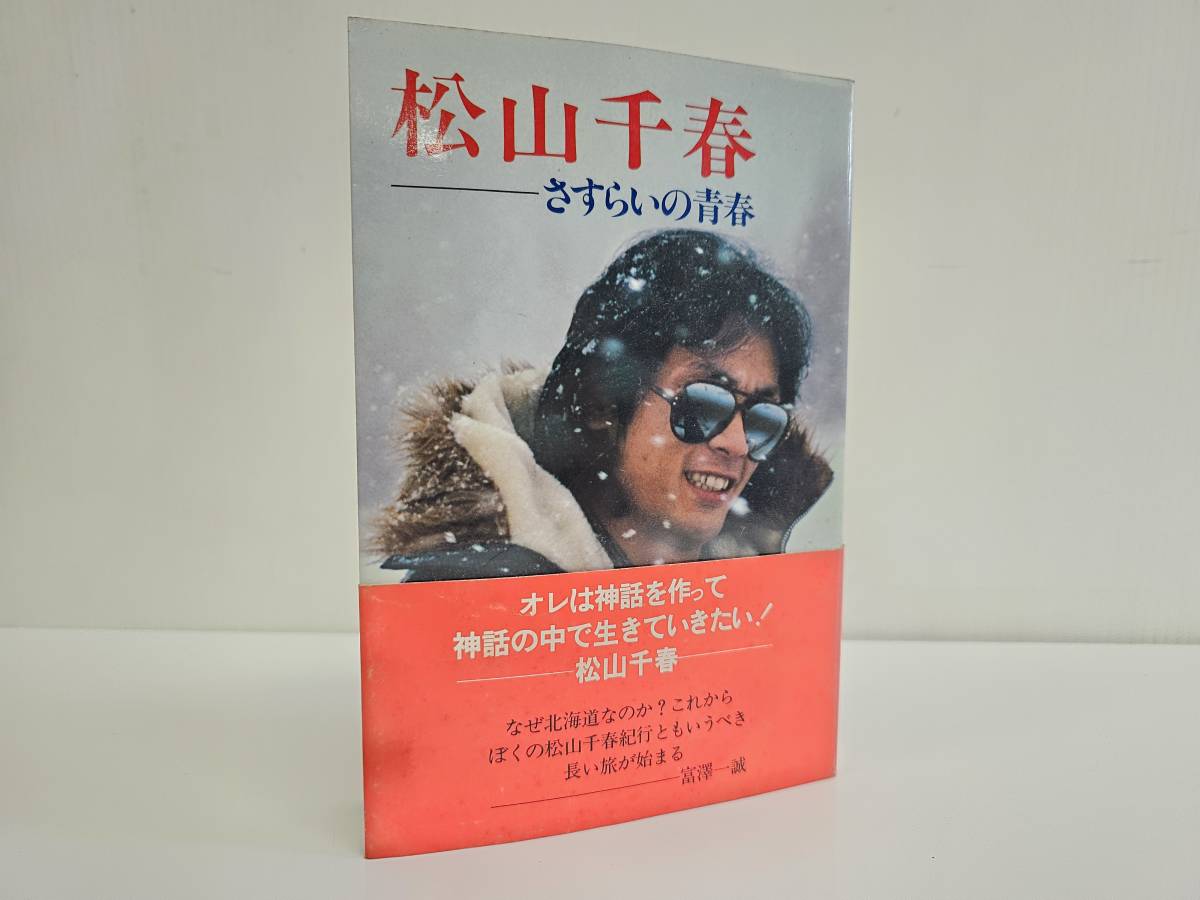 松山千春
さすらいの青春
オレは神話を作って
神話の中で生きていきたい!
松山千春
なぜ北海道なのか?これから
ぼくの松山千春紀行ともいうべき
長い旅が始まる
富澤一誠